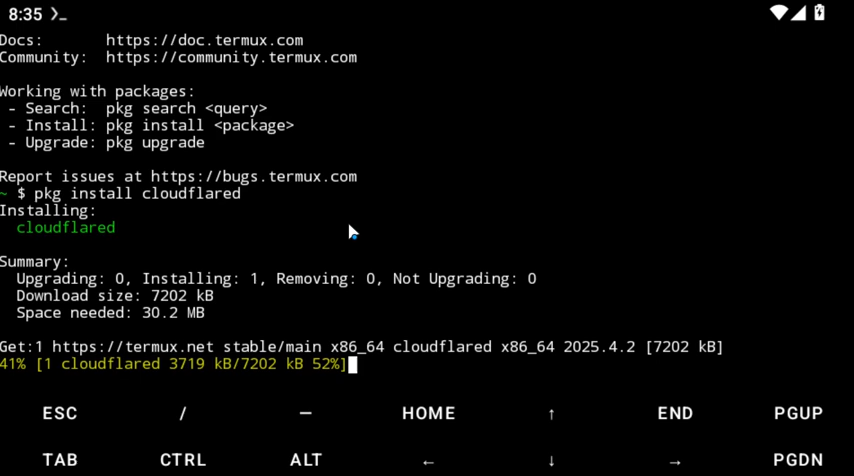 8:35 >_
Docs:       https://doc.termux.com
Community:  https://community.termux.com
Working with packages:
 - Search:  pkg search <query>
 - Install: pkg install <package>
 - Upgrade: pkg upgrade
Report issues at https://bugs.termux.com
~ $ pkg install cloudflared
Installing:
  cloudflared
Summary:
  Upgrading: 0, Installing: 1, Removing: 0, Not Upgrading: 0
  Download size: 7202 kB
  Space needed: 30.2 MB
Get:1 https://termux.net stable/main x86_64 cloudflared x86_64 2025.4.2 [7202 kB]
41% [1 cloudflared 3719 kB/7202 kB 52%]
ESC / — HOME ↑ END PGUP
TAB CTRL ALT ← ↓ → PGDN